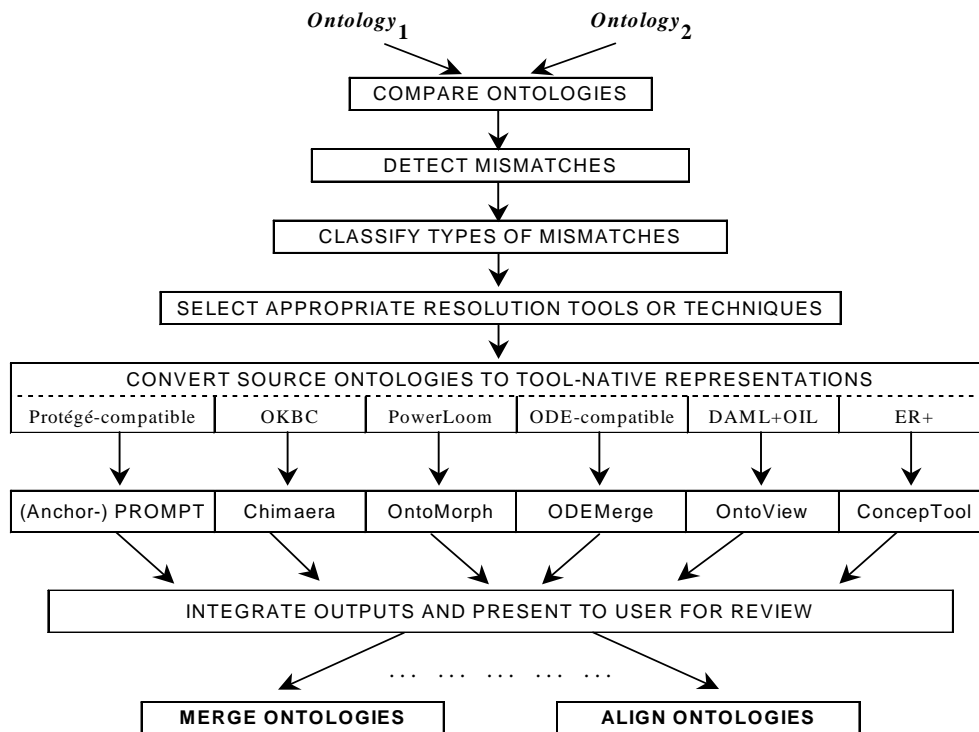 Ontology1 Ontology2
COMPARE ONTOLOGIES
DETECT MISMATCHES
CLASSIFY TYPES OF MISMATCHES
SELECT APPROPRIATE RESOLUTION TOOLS OR TECHNIQUES
CONVERT SOURCE ONTOLOGIES TO TOOL-NATIVE REPRESENTATIONS
Protégé-compatible OKBC PowerLoom ODE-compatible DAML+OIL ER+
(Anchor-) PROMPT Chimaera OntoMorph ODEMerge OntoView ConcepTool
INTEGRATE OUTPUTS AND PRESENT TO USER FOR REVIEW
... ... ... ... ...
MERGE ONTOLOGIES ALIGN ONTOLOGIES